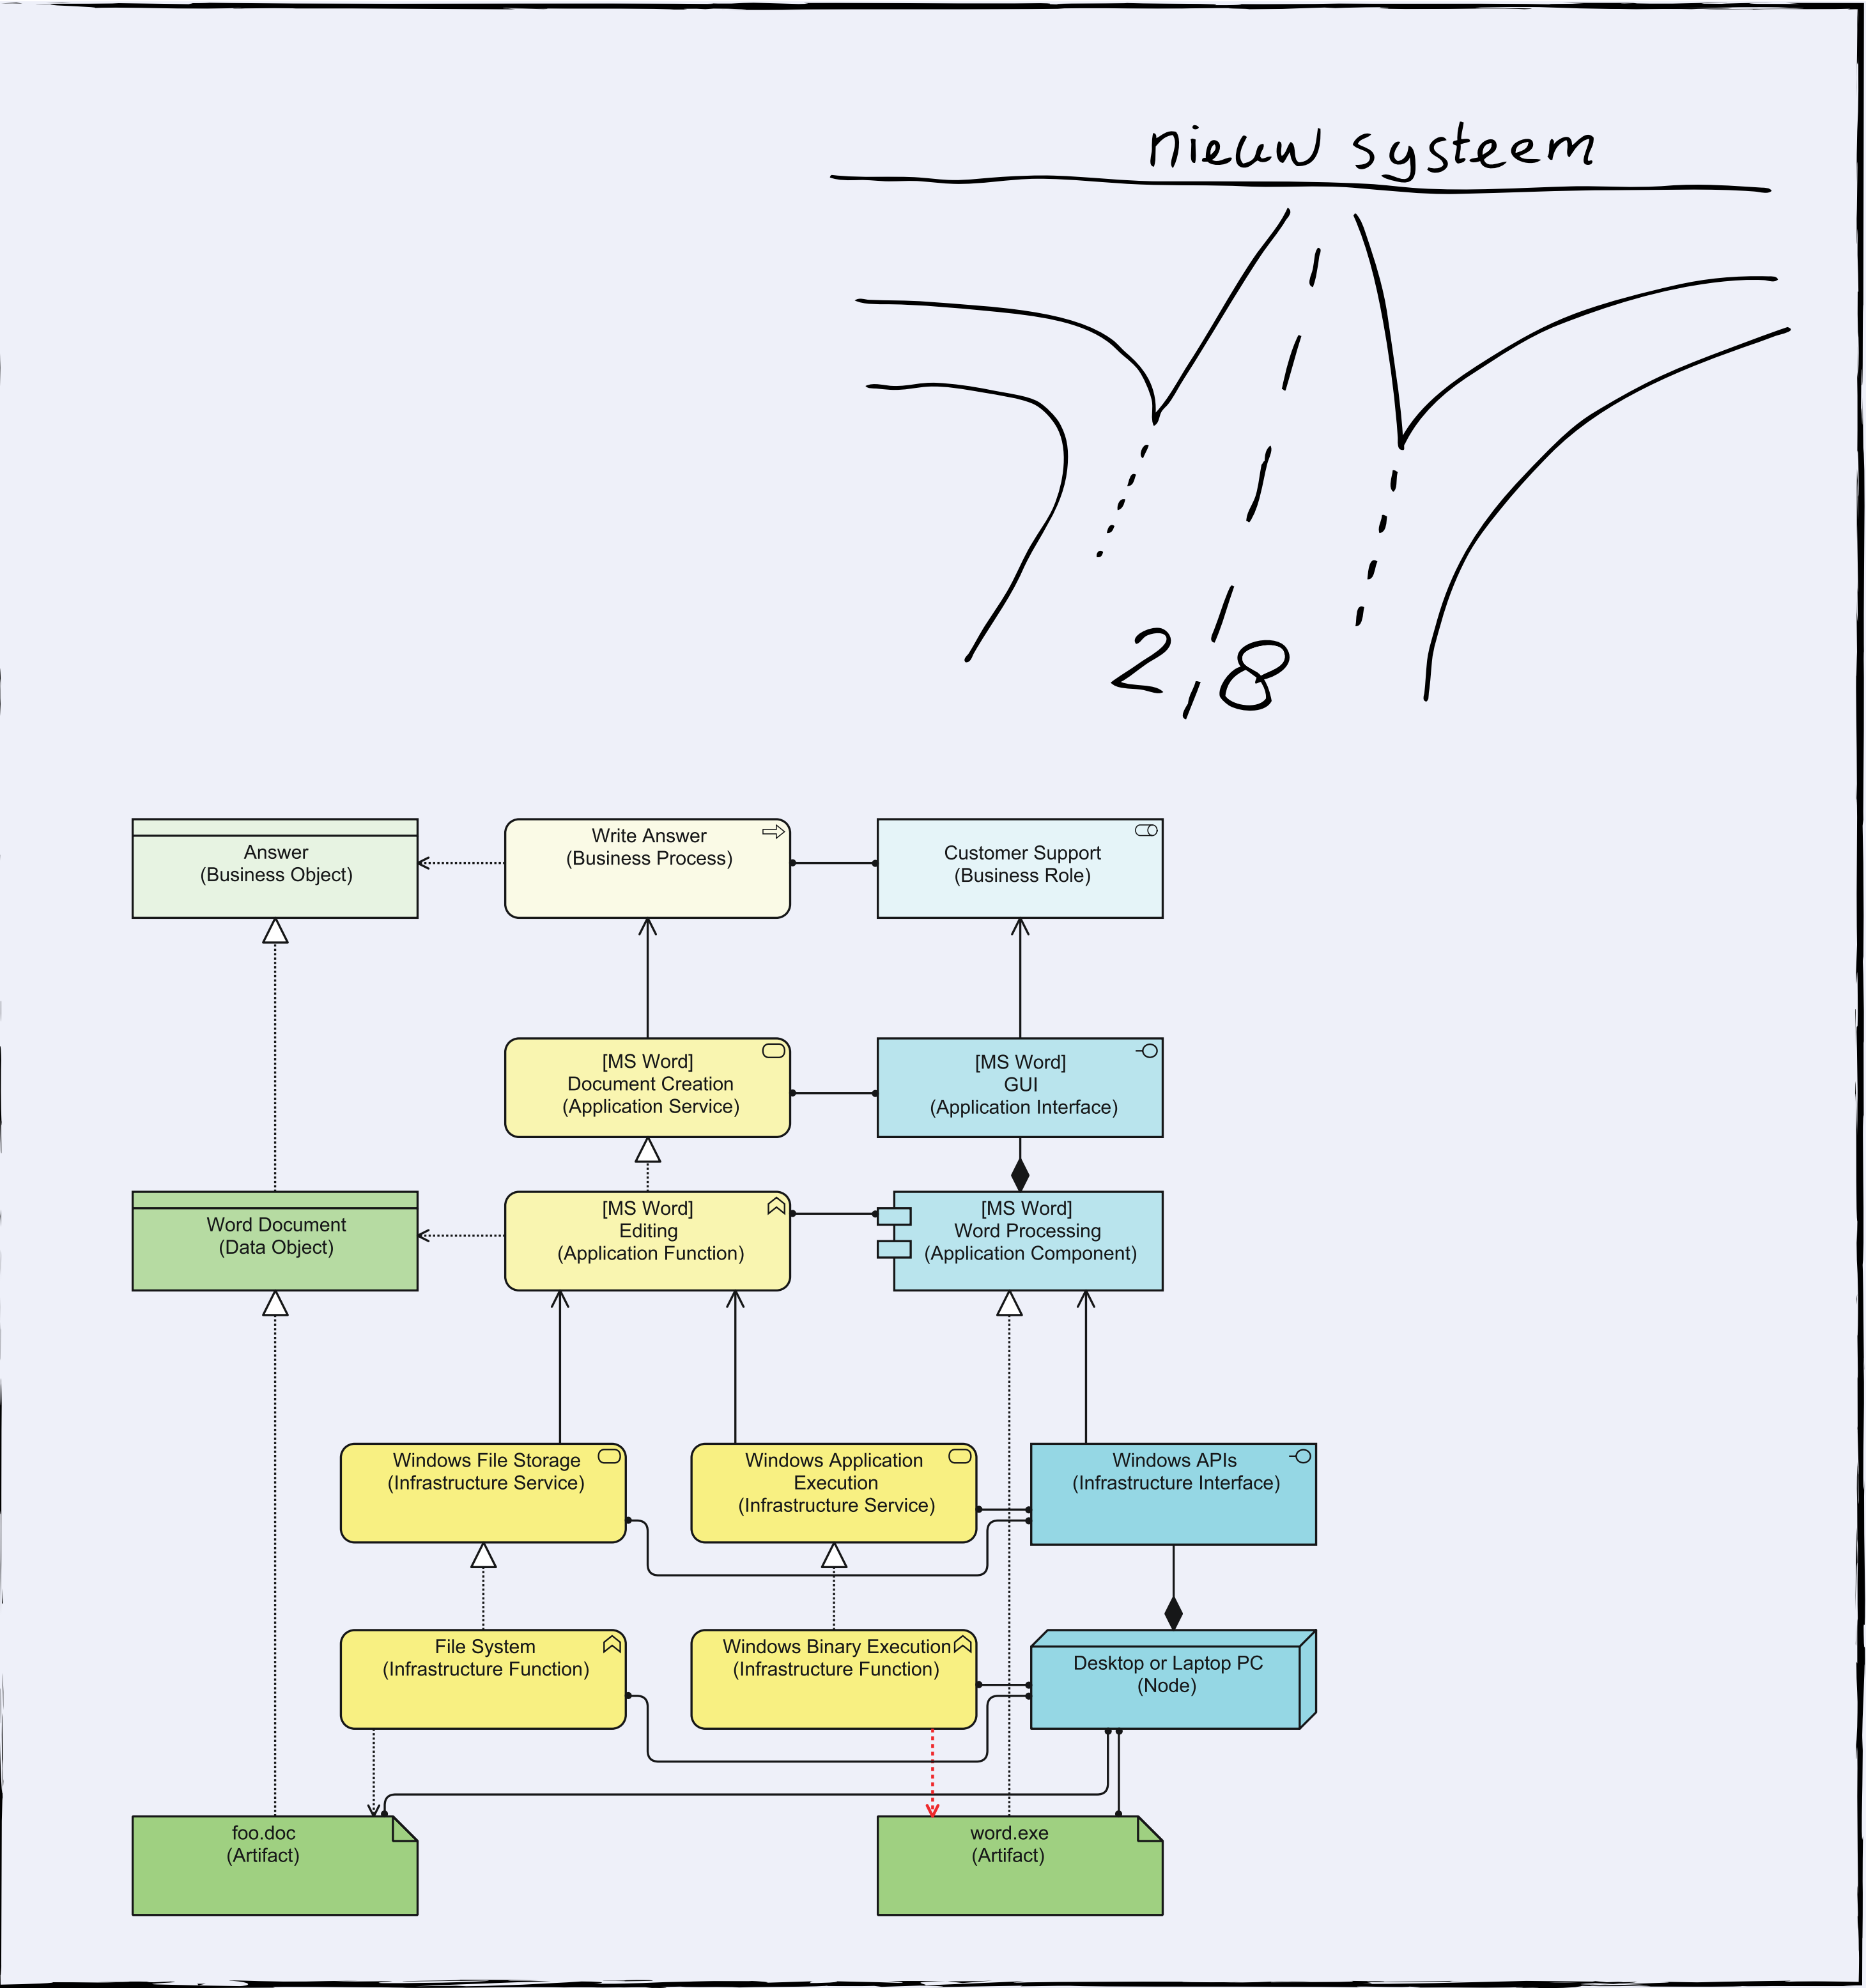 nieuw systeem
2,8
Answer
(Business Object)
Write Answer
(Business Process)
Customer Support
(Business Role)
[MS Word]
Document Creation
(Application Service)
[MS Word]
GUI
(Application Interface)
Word Document
(Data Object)
[MS Word]
Editing
(Application Function)
[MS Word]
Word Processing
(Application Component)
Windows File Storage
(Infrastructure Service)
Windows Application
Execution
(Infrastructure Service)
Windows APIs
(Infrastructure Interface)
File System
(Infrastructure Function)
Windows Binary Execution
(Infrastructure Function)
Desktop or Laptop PC
(Node)
foo.doc
(Artifact)
word.exe
(Artifact)